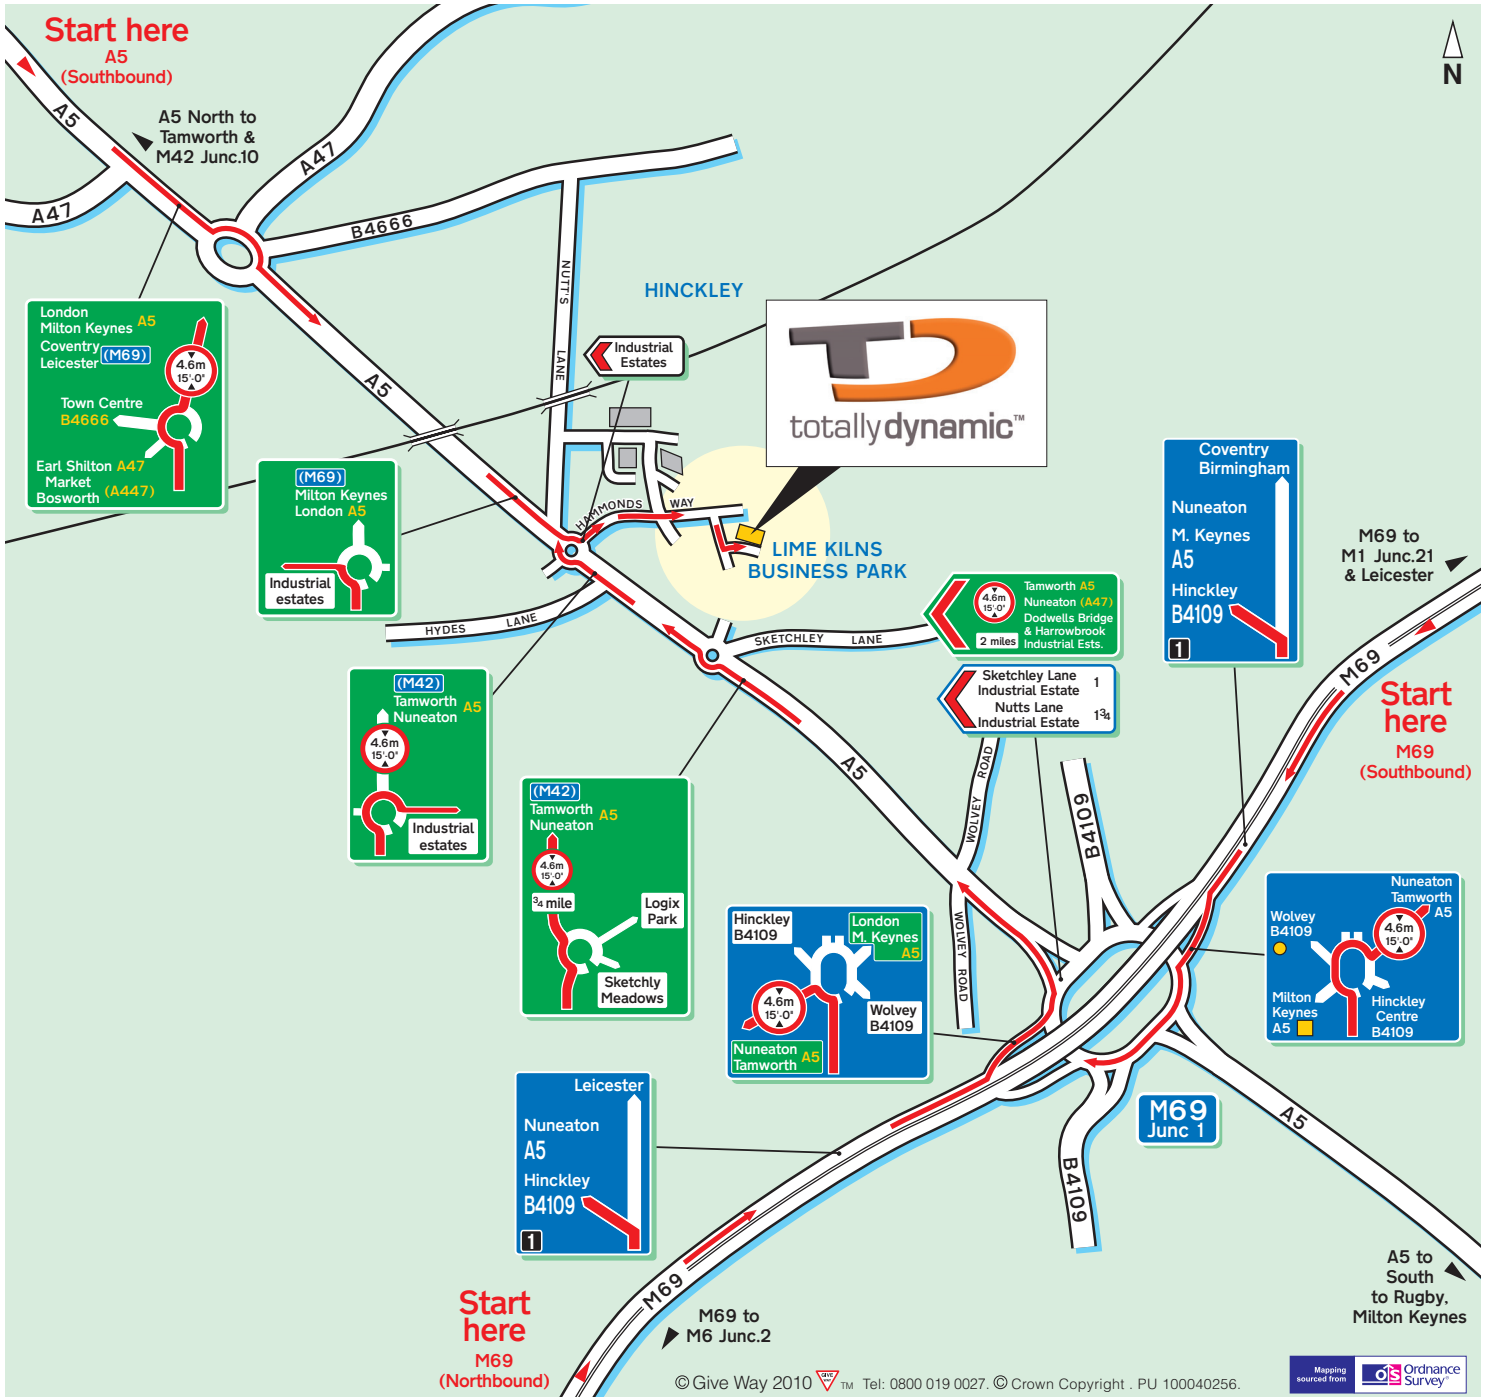 Start here
A5
(Southbound)
A5
A5 North to
Tamworth &
M42 Junc.10
A47
A47
B4666
N
NUTT'S
LANE
HINCKLEY
London
Milton Keynes A5
Coventry
Leicester (M69)
4.6m
15'-0"
Town Centre
B4666
Earl Shilton A47
Market
Bosworth (A447)
A5
Industrial
Estates
totallydynamic™
(M69)
Milton Keynes
London A5
Industrial
estates
HAMMONDS WAY
LIME KILNS
BUSINESS PARK
Coventry
Birmingham
Nuneaton
M. Keynes
A5
Hinckley
B4109
1
M69 to
M1 Junc.21
& Leicester
HYDES LANE
SKETCHLEY LANE
4.6m
15'-0"
2 miles
Tamworth A5
Nuneaton (A47)
Dodwells Bridge
& Harrowbrook
Industrial Ests.
Sketchley Lane
Industrial Estate 1
Nutts Lane
Industrial Estate 1¾
M69
Start
here
M69
(Southbound)
(M42)
Tamworth
Nuneaton A5
4.6m
15'-0"
Industrial
estates
(M42)
Tamworth
Nuneaton A5
4.6m
15'-0"
¾ mile
Logix
Park
Sketchly
Meadows
A5
WOLVEY ROAD
B4109
WOLVEY ROAD
Hinckley
B4109
London
M. Keynes
A5
4.6m
15'-0"
Wolvey
B4109
Nuneaton
Tamworth A5
Nuneaton
Tamworth
A5
Wolvey
B4109
4.6m
15'-0"
Milton
Keynes
A5
Hinckley
Centre
B4109
Leicester
Nuneaton
A5
Hinckley
B4109
1
M69
Junc 1
A5
B4109
M69
Start
here
M69
(Northbound)
M69 to
M6 Junc.2
A5 to
South
to Rugby,
Milton Keynes
© Give Way 2010 GIVE WAY TM Tel: 0800 019 0027. © Crown Copyright . PU 100040256.
Mapping
sourced from
OS Ordnance
Survey®